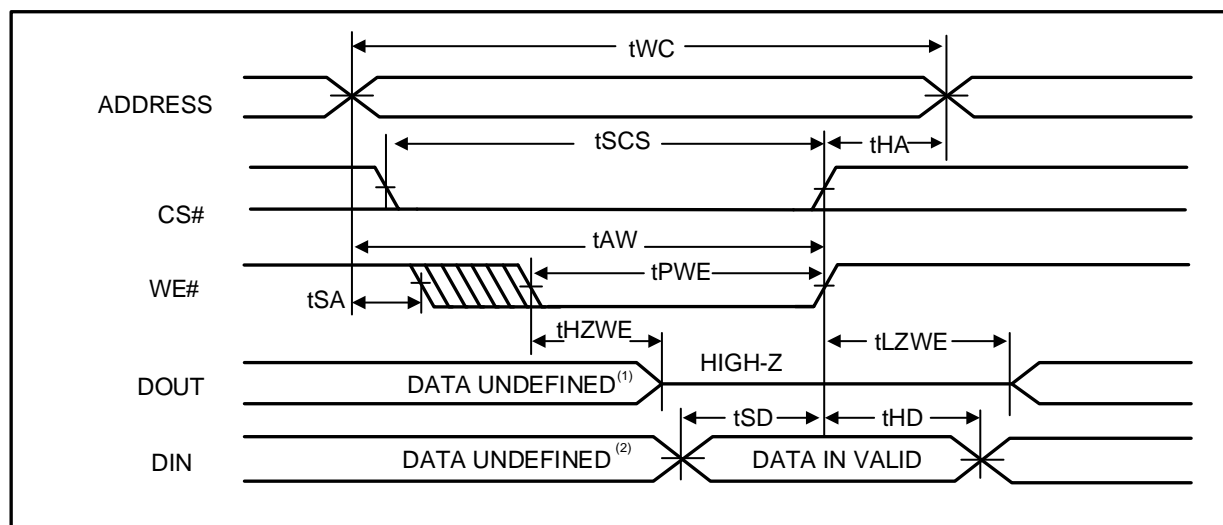 tWC
ADDRESS
tSCS
tHA
CS#
tAW
tPWE
WE#
tSA
tHZWE
tLZWE
HIGH-Z
DOUT
DATA UNDEFINED(1)
tSD
tHD
DIN
DATA UNDEFINED(2)
DATA IN VALID